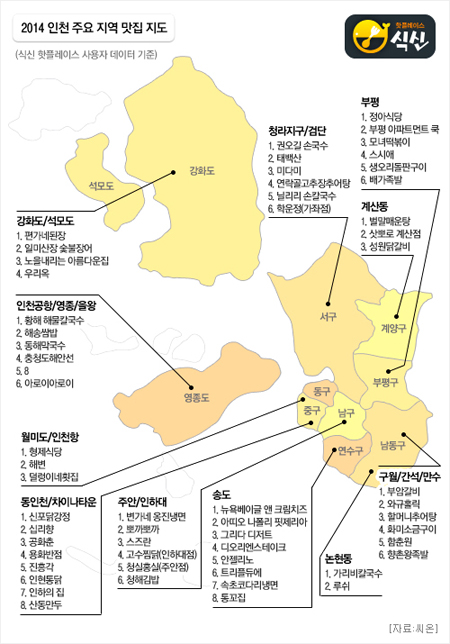 2014 인천 주요 지역 맛집 지도
(식신 핫플레이스 사용자 데이터 기준)
핫플레이스
식신
강화도
석모도
강화도/석모도
1. 편가네된장
2. 일미산장 숯불장어
3. 노을내리는 아름다운집
4. 우리옥
청라지구/검단
1. 권오길 손국수
2. 태백산
3. 미다미
4. 연락골고추장추어탕
5. 닐리리 손칼국수
6. 학운정(가좌점)
부평
1. 정아식당
2. 부평 아파트먼트 쿡
3. 모녀떡볶이
4. 스시애
5. 생오리돌판구이
6. 배가족발
계산동
1. 벌말매운탕
2. 삿뽀로 계산점
3. 성원닭갈비
서구
계양구
부평구
동구
중구
남구
연수구
남동구
영종도
인천공항/영종/을왕
1. 황해 해물칼국수
2. 해송쌈밥
3. 동해막국수
4. 충청도해안선
5. 8
6. 아로이아로이
월미도/인천항
1. 형제식당
2. 해변
3. 덜렁이네횟집
동인천/차이나타운
1. 신포닭강정
2. 십리향
3. 공화춘
4. 용화반점
5. 진흥각
6. 인현통닭
7. 인하의 집
8. 산동만두
주안/인하대
1. 변가네 옹진냉면
2. 뽀까뽀까
3. 스즈란
4. 고수찜닭(인하대점)
5. 청실홍실(주안점)
6. 청해김밥
송도
1. 뉴욕베이글 앤 크림치즈
2. 아띠오 나폴리 핏제리아
3. 그리다 디저트
4. 디오리엔스테이크
5. 안젤리노
6. 트리플듀에
7. 속초코다리냉면
8. 통꼬집
구월/간석/만수
1. 부암갈비
2. 와규홀릭
3. 할머니추어탕
4. 화미소금구이
5. 함춘원
6. 향촌왕족발
논현동
1. 가리비칼국수
2. 루쉬
[자료:씨온]